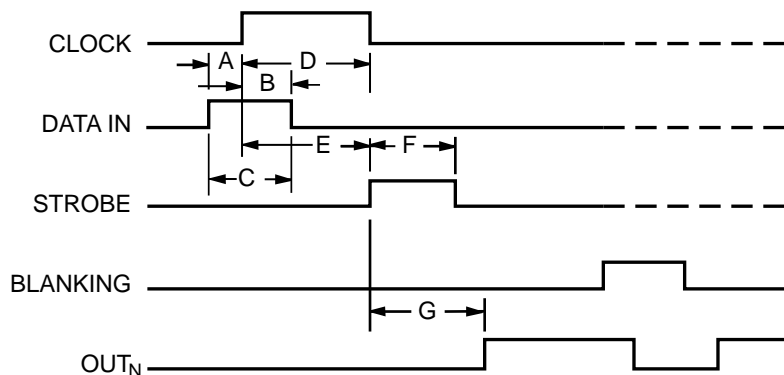 CLOCK
A D
B
DATA IN
E F
C
STROBE
BLANKING
G
OUTN